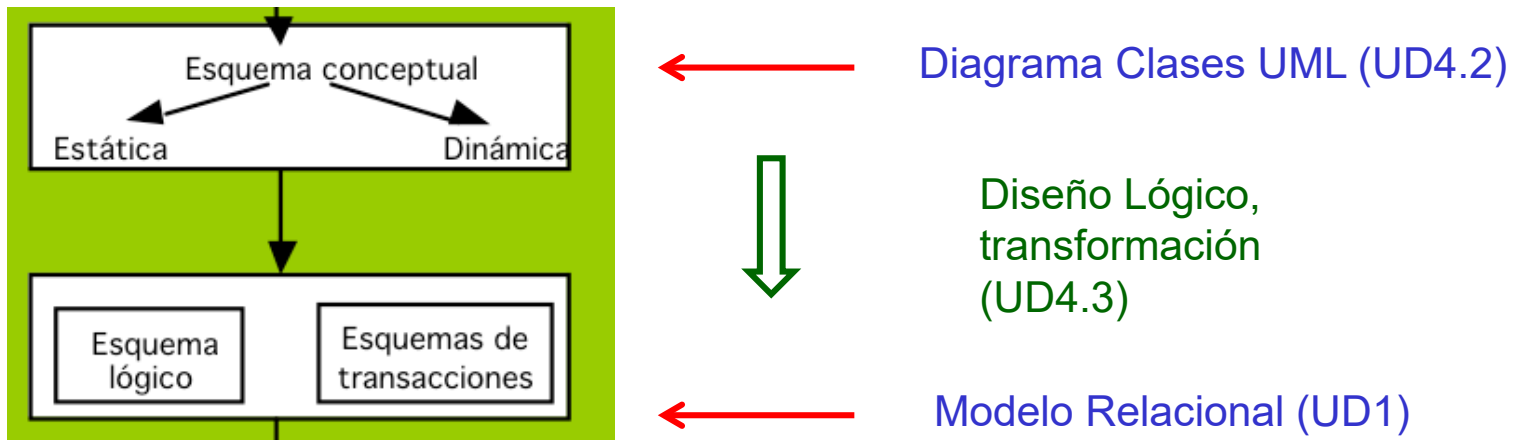 Esquema conceptual
Estática
Dinámica
Esquema
lógico
Esquemas de
transacciones
Diagrama Clases UML (UD4.2)
Diseño Lógico,
transformación
(UD4.3)
Modelo Relacional (UD1)